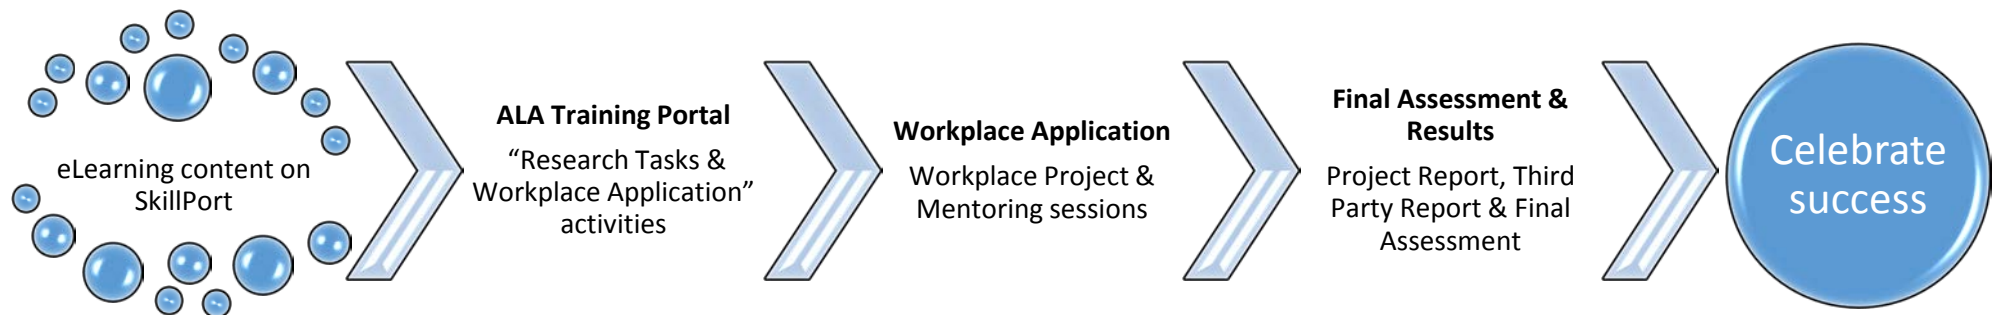 eLearning content on
SkillPort
ALA Training Portal
“Research Tasks &
Workplace Application”
activities
Workplace Application
Workplace Project &
Mentoring sessions
Final Assessment &
Results
Project Report, Third
Party Report & Final
Assessment
Celebrate
success